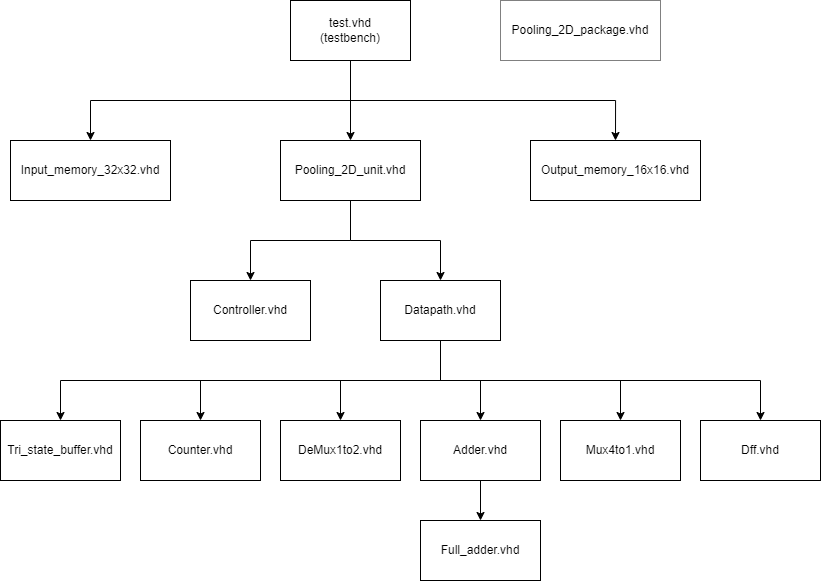 test.vhd
(testbench)
Pooling_2D_package.vhd
Input_memory_32x32.vhd
Pooling_2D_unit.vhd
Output_memory_16x16.vhd
Controller.vhd
Datapath.vhd
Tri_state_buffer.vhd
Counter.vhd
DeMux1to2.vhd
Adder.vhd
Mux4to1.vhd
Dff.vhd
Full_adder.vhd